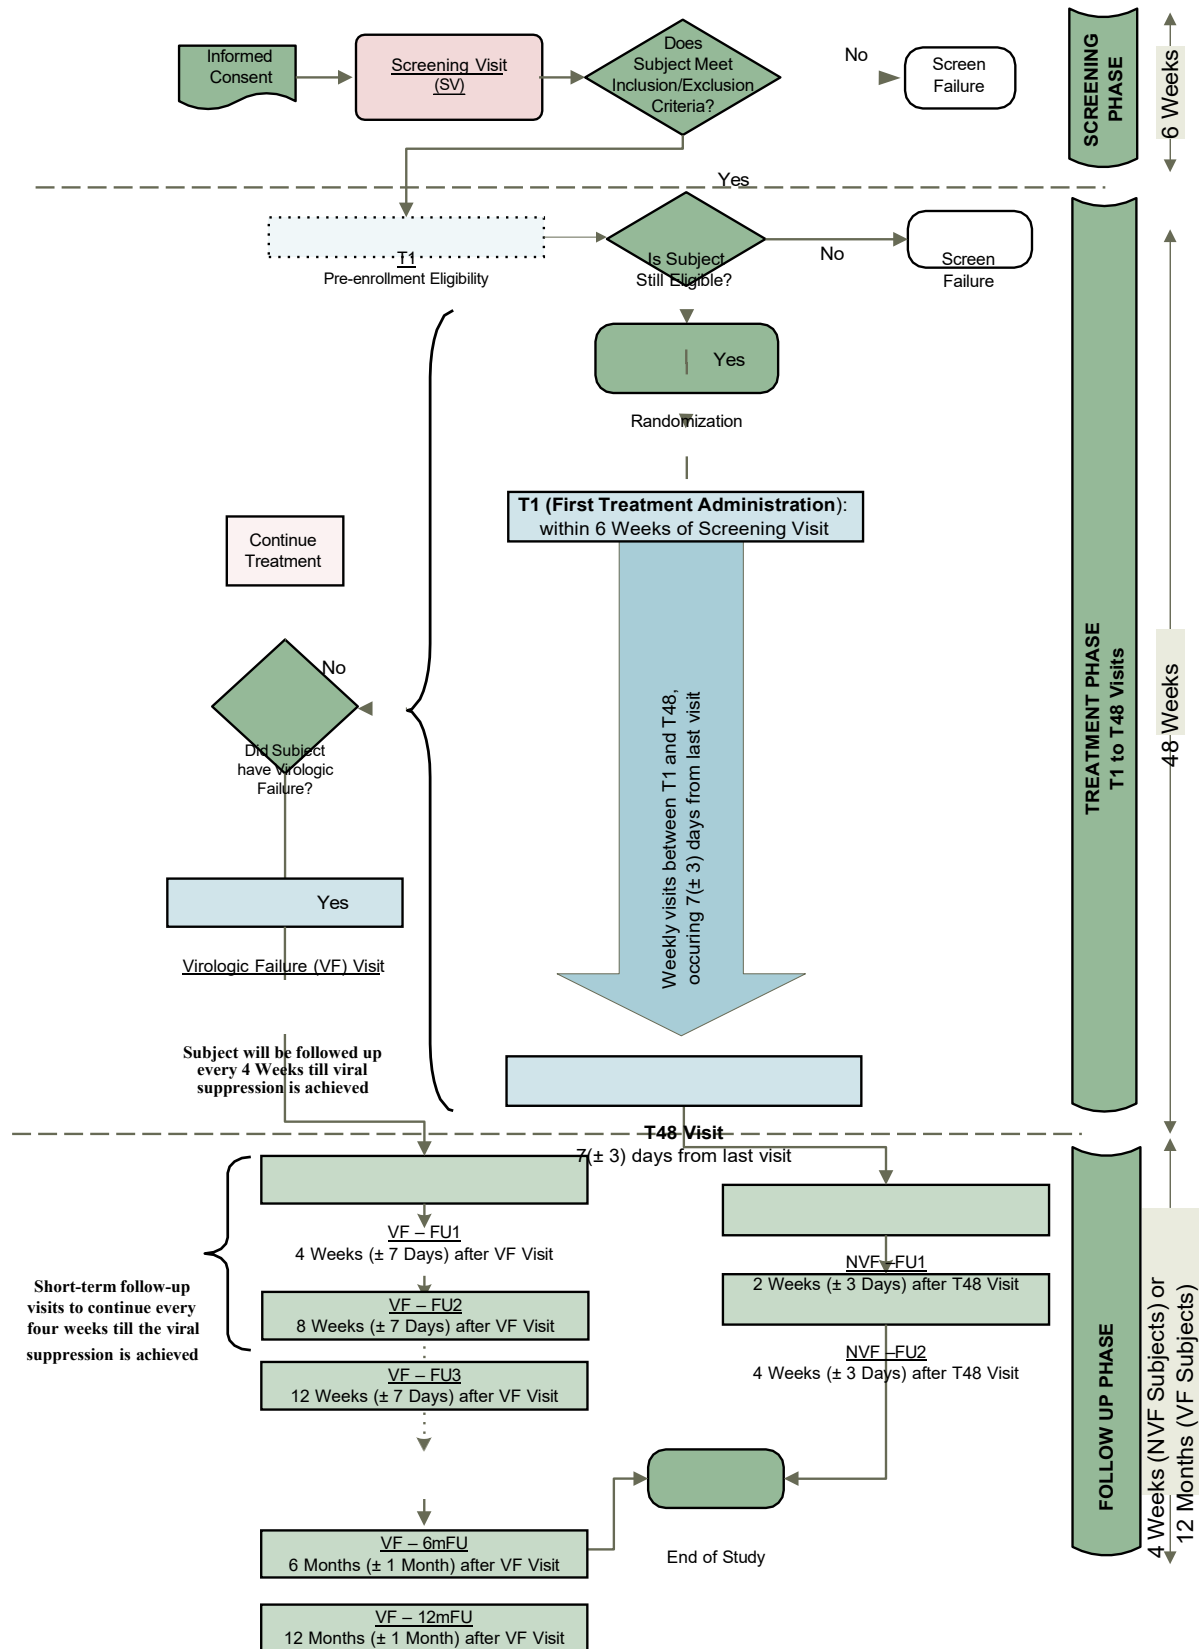 Informed
Consent
Screening Visit
(SV)
Does
Subject Meet
Inclusion/Exclusion
Criteria?
No
Screen
Failure
SCREENING
PHASE
6 Weeks
Yes
T1
Pre-enrollment Eligibility
Is Subject
Still Eligible?
No
Screen
Failure
Yes
Randomization
T1 (First Treatment Administration):
within 6 Weeks of Screening Visit
Continue
Treatment
No
Did Subject
have Virologic
Failure?
Yes
Virologic Failure (VF) Visit
Subject will be followed up
every 4 Weeks till viral
suppression is achieved
Weekly visits between T1 and T48,
occuring 7(± 3) days from last visit
TREATMENT PHASE
T1 to T48 Visits
48 Weeks
T48 Visit
7(± 3) days from last visit
VF – FU1
4 Weeks (± 7 Days) after VF Visit
NVF –FU1
2 Weeks (± 3 Days) after T48 Visit
Short-term follow-up
visits to continue every
four weeks till the viral
suppression is achieved
VF – FU2
8 Weeks (± 7 Days) after VF Visit
NVF –FU2
4 Weeks (± 3 Days) after T48 Visit
VF – FU3
12 Weeks (± 7 Days) after VF Visit
FOLLOW UP PHASE
4 Weeks (NVF Subjects) or
12 Months (VF Subjects)
VF – 6mFU
6 Months (± 1 Month) after VF Visit
End of Study
VF – 12mFU
12 Months (± 1 Month) after VF Visit